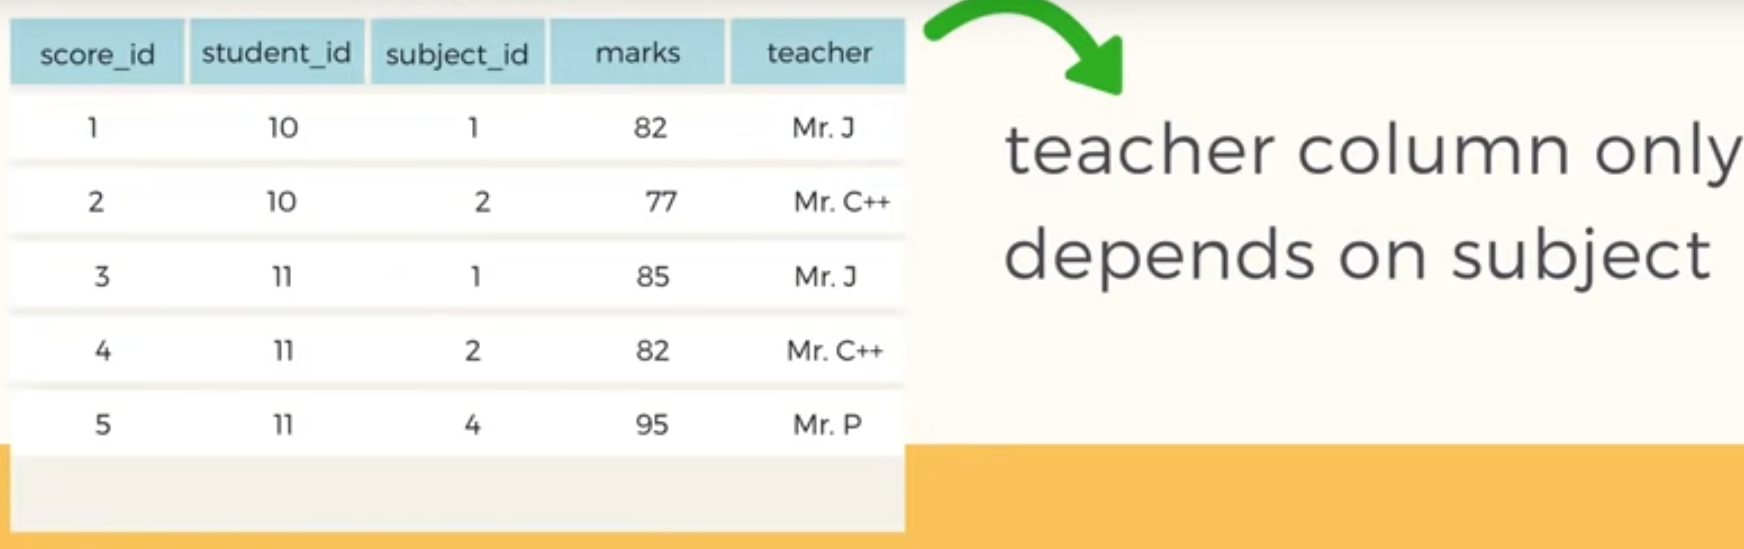 score_id student_id subject_id marks teacher
1 10 1 82 Mr. J
2 10 2 77 Mr. C++
3 11 1 85 Mr. J
4 11 2 82 Mr. C++
5 11 4 95 Mr. P
teacher column only
depends on subject